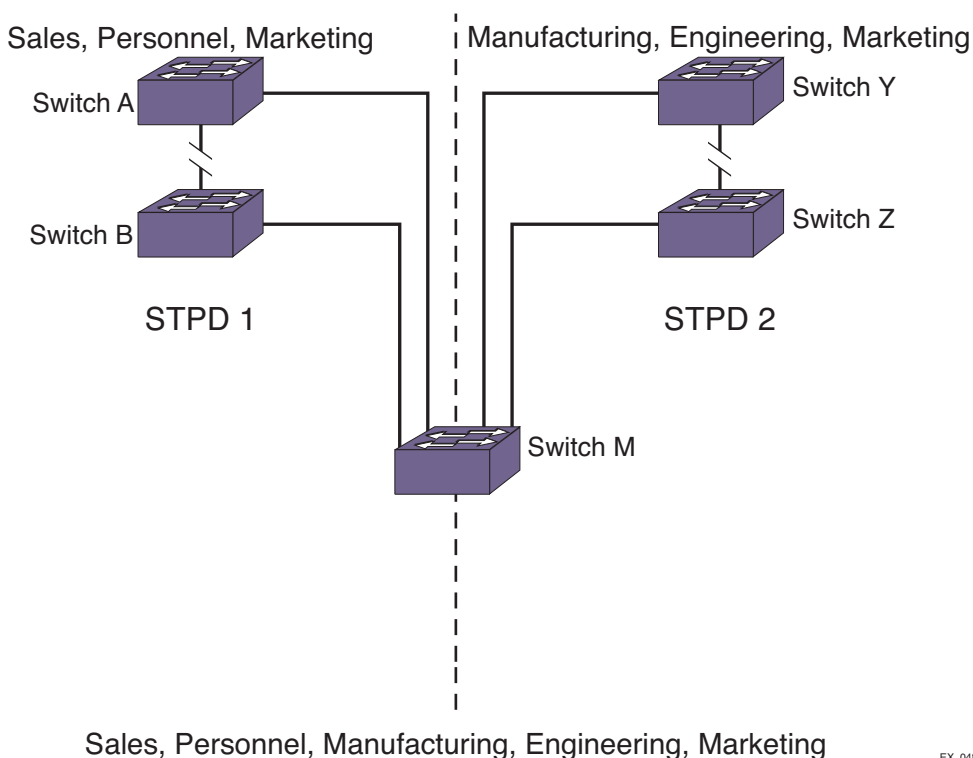 Sales, Personnel, Marketing
Manufacturing, Engineering, Marketing
Switch A
Switch Y
Switch B
Switch Z
STPD 1
STPD 2
Switch M
Sales, Personnel, Manufacturing, Engineering, Marketing